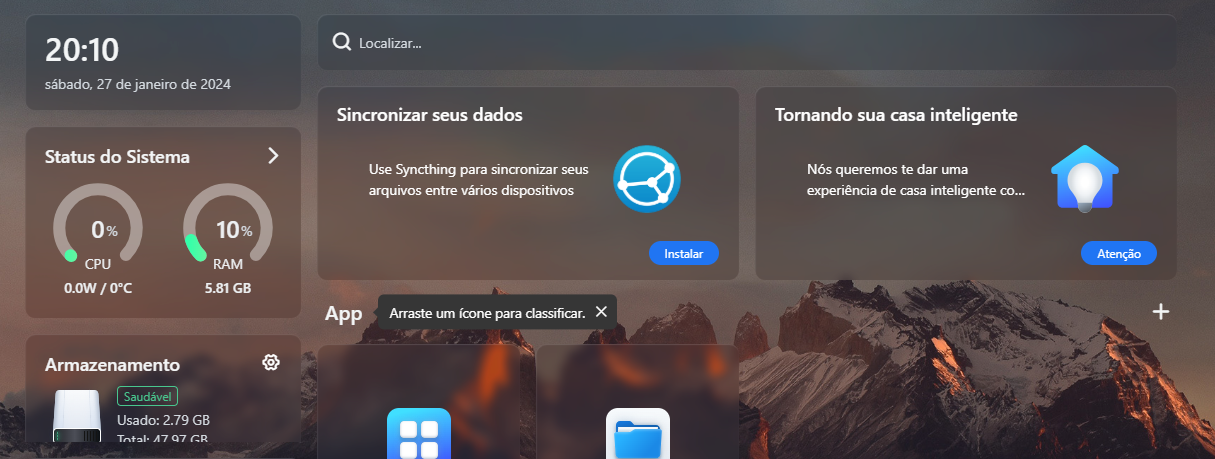 20:10
sábado, 27 de janeiro de 2024
Localizar...
Status do Sistema
0%
CPU
0.0W / 0°C
10%
RAM
5.81 GB
Armazenamento
Saudável
Usado: 2.79 GB
Total: 47.97 GB
Sincronizar seus dados
Use Syncthing para sincronizar seus
arquivos entre vários dispositivos
Instalar
Tornando sua casa inteligente
Nós queremos te dar uma
experiência de casa inteligente co...
Atenção
App
Arraste um ícone para classificar.